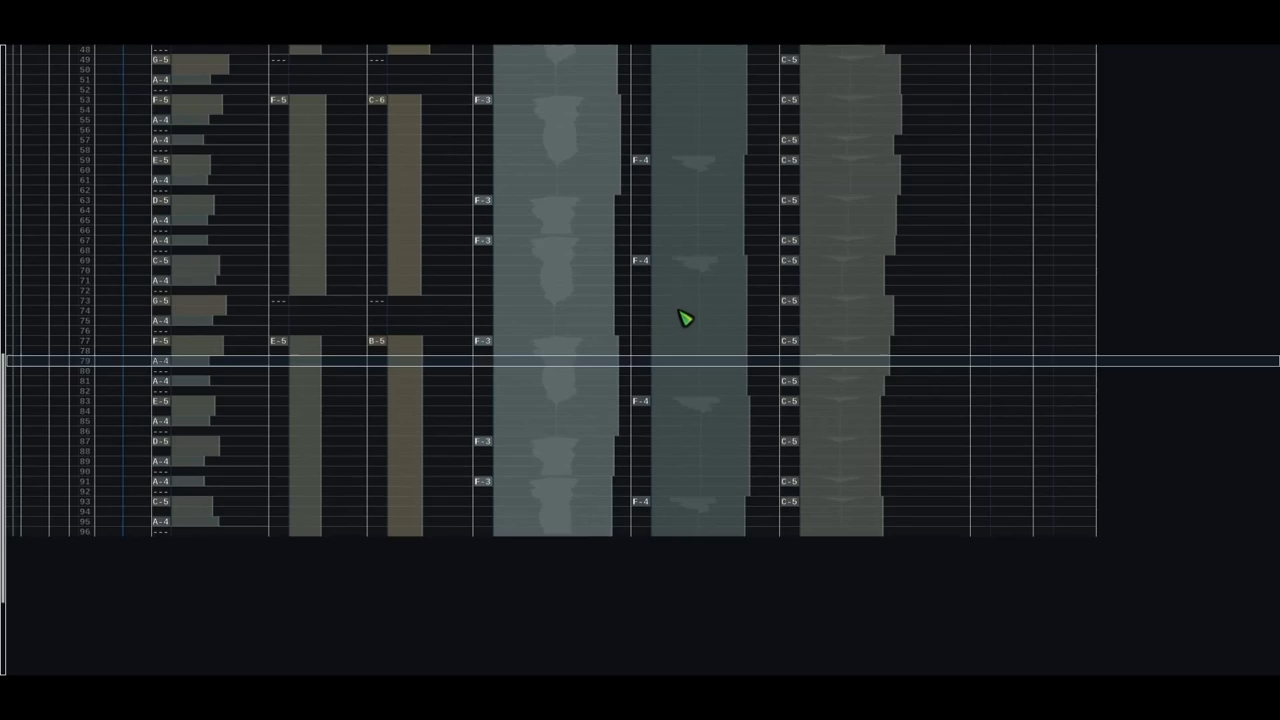 48 ---
49 G-5 --- --- C-5
50
51 A-4
52 ---
53 F-5 F-5 C-6 F-3 C-5
54
55 A-4
56 ---
57 A-4 C-5
58 ---
59 E-5 F-4 C-5
60
61 A-4
62 ---
63 D-5 F-3 C-5
64
65 A-4
66 ---
67 A-4 F-3 C-5
68 ---
69 C-5 F-4 C-5
70
71 A-4
72 ---
73 G-5 --- --- C-5
74
75 A-4
76 ---
77 F-5 E-5 B-5 F-3 C-5
78
79 A-4
80 ---
81 A-4 C-5
82 ---
83 E-5 F-4 C-5
84
85 A-4
86 ---
87 D-5 F-3 C-5
88
89 A-4
90 ---
91 A-4 F-3 C-5
92 ---
93 C-5 F-4 C-5
94
95 A-4
96 ---